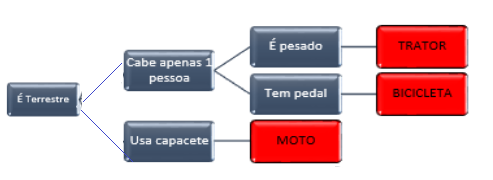 É Terrestre
Cabe apenas 1
pessoa
É pesado
TRATOR
Tem pedal
BICICLETA
Usa capacete
MOTO